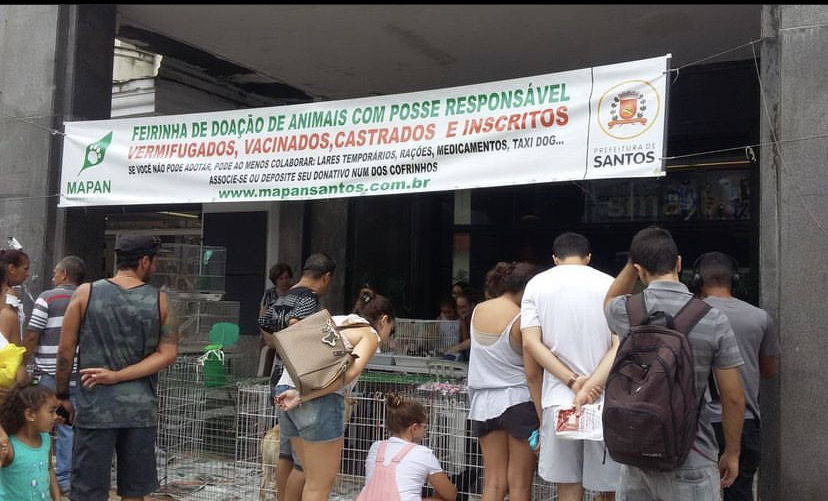 FEIRINHA DE DOAÇÃO DE ANIMAIS COM POSSE RESPONSÁVEL
VERMIFUGADOS, VACINADOS,CASTRADOS E INSCRITOS
SE VOCÊ NÃO PODE ADOTAR, PODE AO MENOS COLABORAR: LARES TEMPORÁRIOS, RAÇÕES, MEDICAMENTOS, TAXI DOG...
ASSOCIE-SE OU DEPOSITE SEU DONATIVO NUM DOS COFRINHOS
www.mapansantos.com.br
MAPAN
PREFEITURA DE
SANTOS